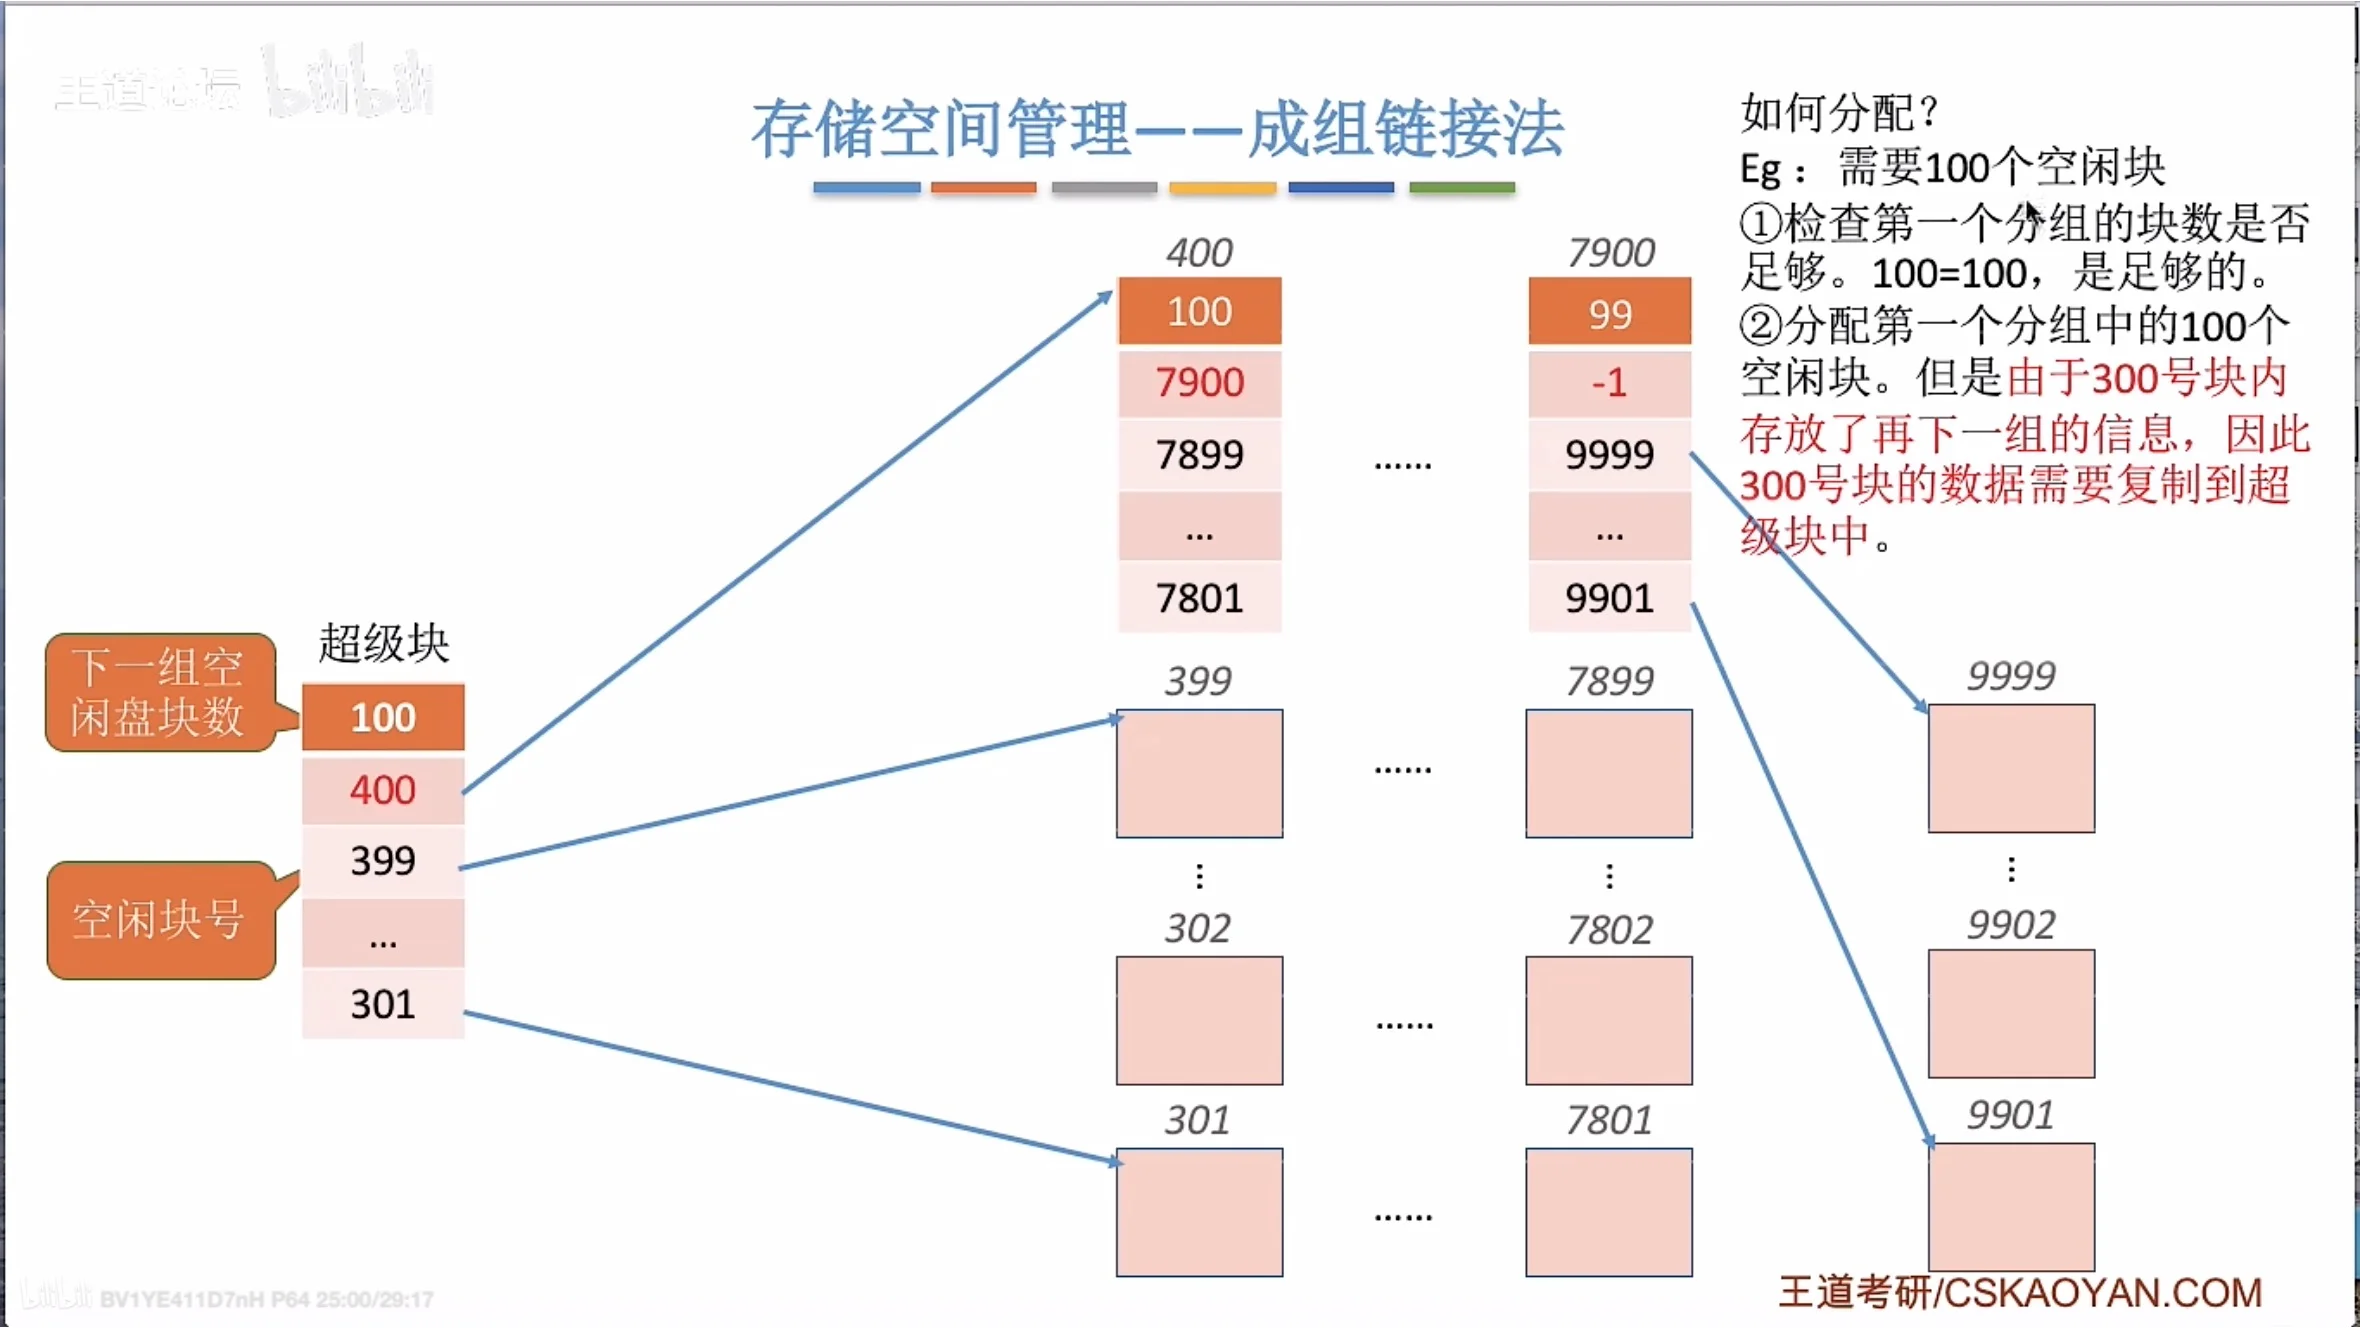 王道论坛 bilibili
存储空间管理——成组链接法
如何分配？
Eg：需要100个空闲块
①检查第一个分组的块数是否
足够。100=100，是足够的。
②分配第一个分组中的100个
空闲块。但是由于300号块内
存放了再下一组的信息，因此
300号块的数据需要复制到超
级块中。
400
100
7900
7899
...
7801
......
7900
99
-1
9999
...
9901
下一组空
闲盘块数
空闲块号
超级块
100
400
399
...
301
399
......
7899
9999
302
......
7802
9902
301
......
7801
9901
bilibili BV1YE411D7nH P64 25:00/29:17
王道考研/CSKAOYAN.COM